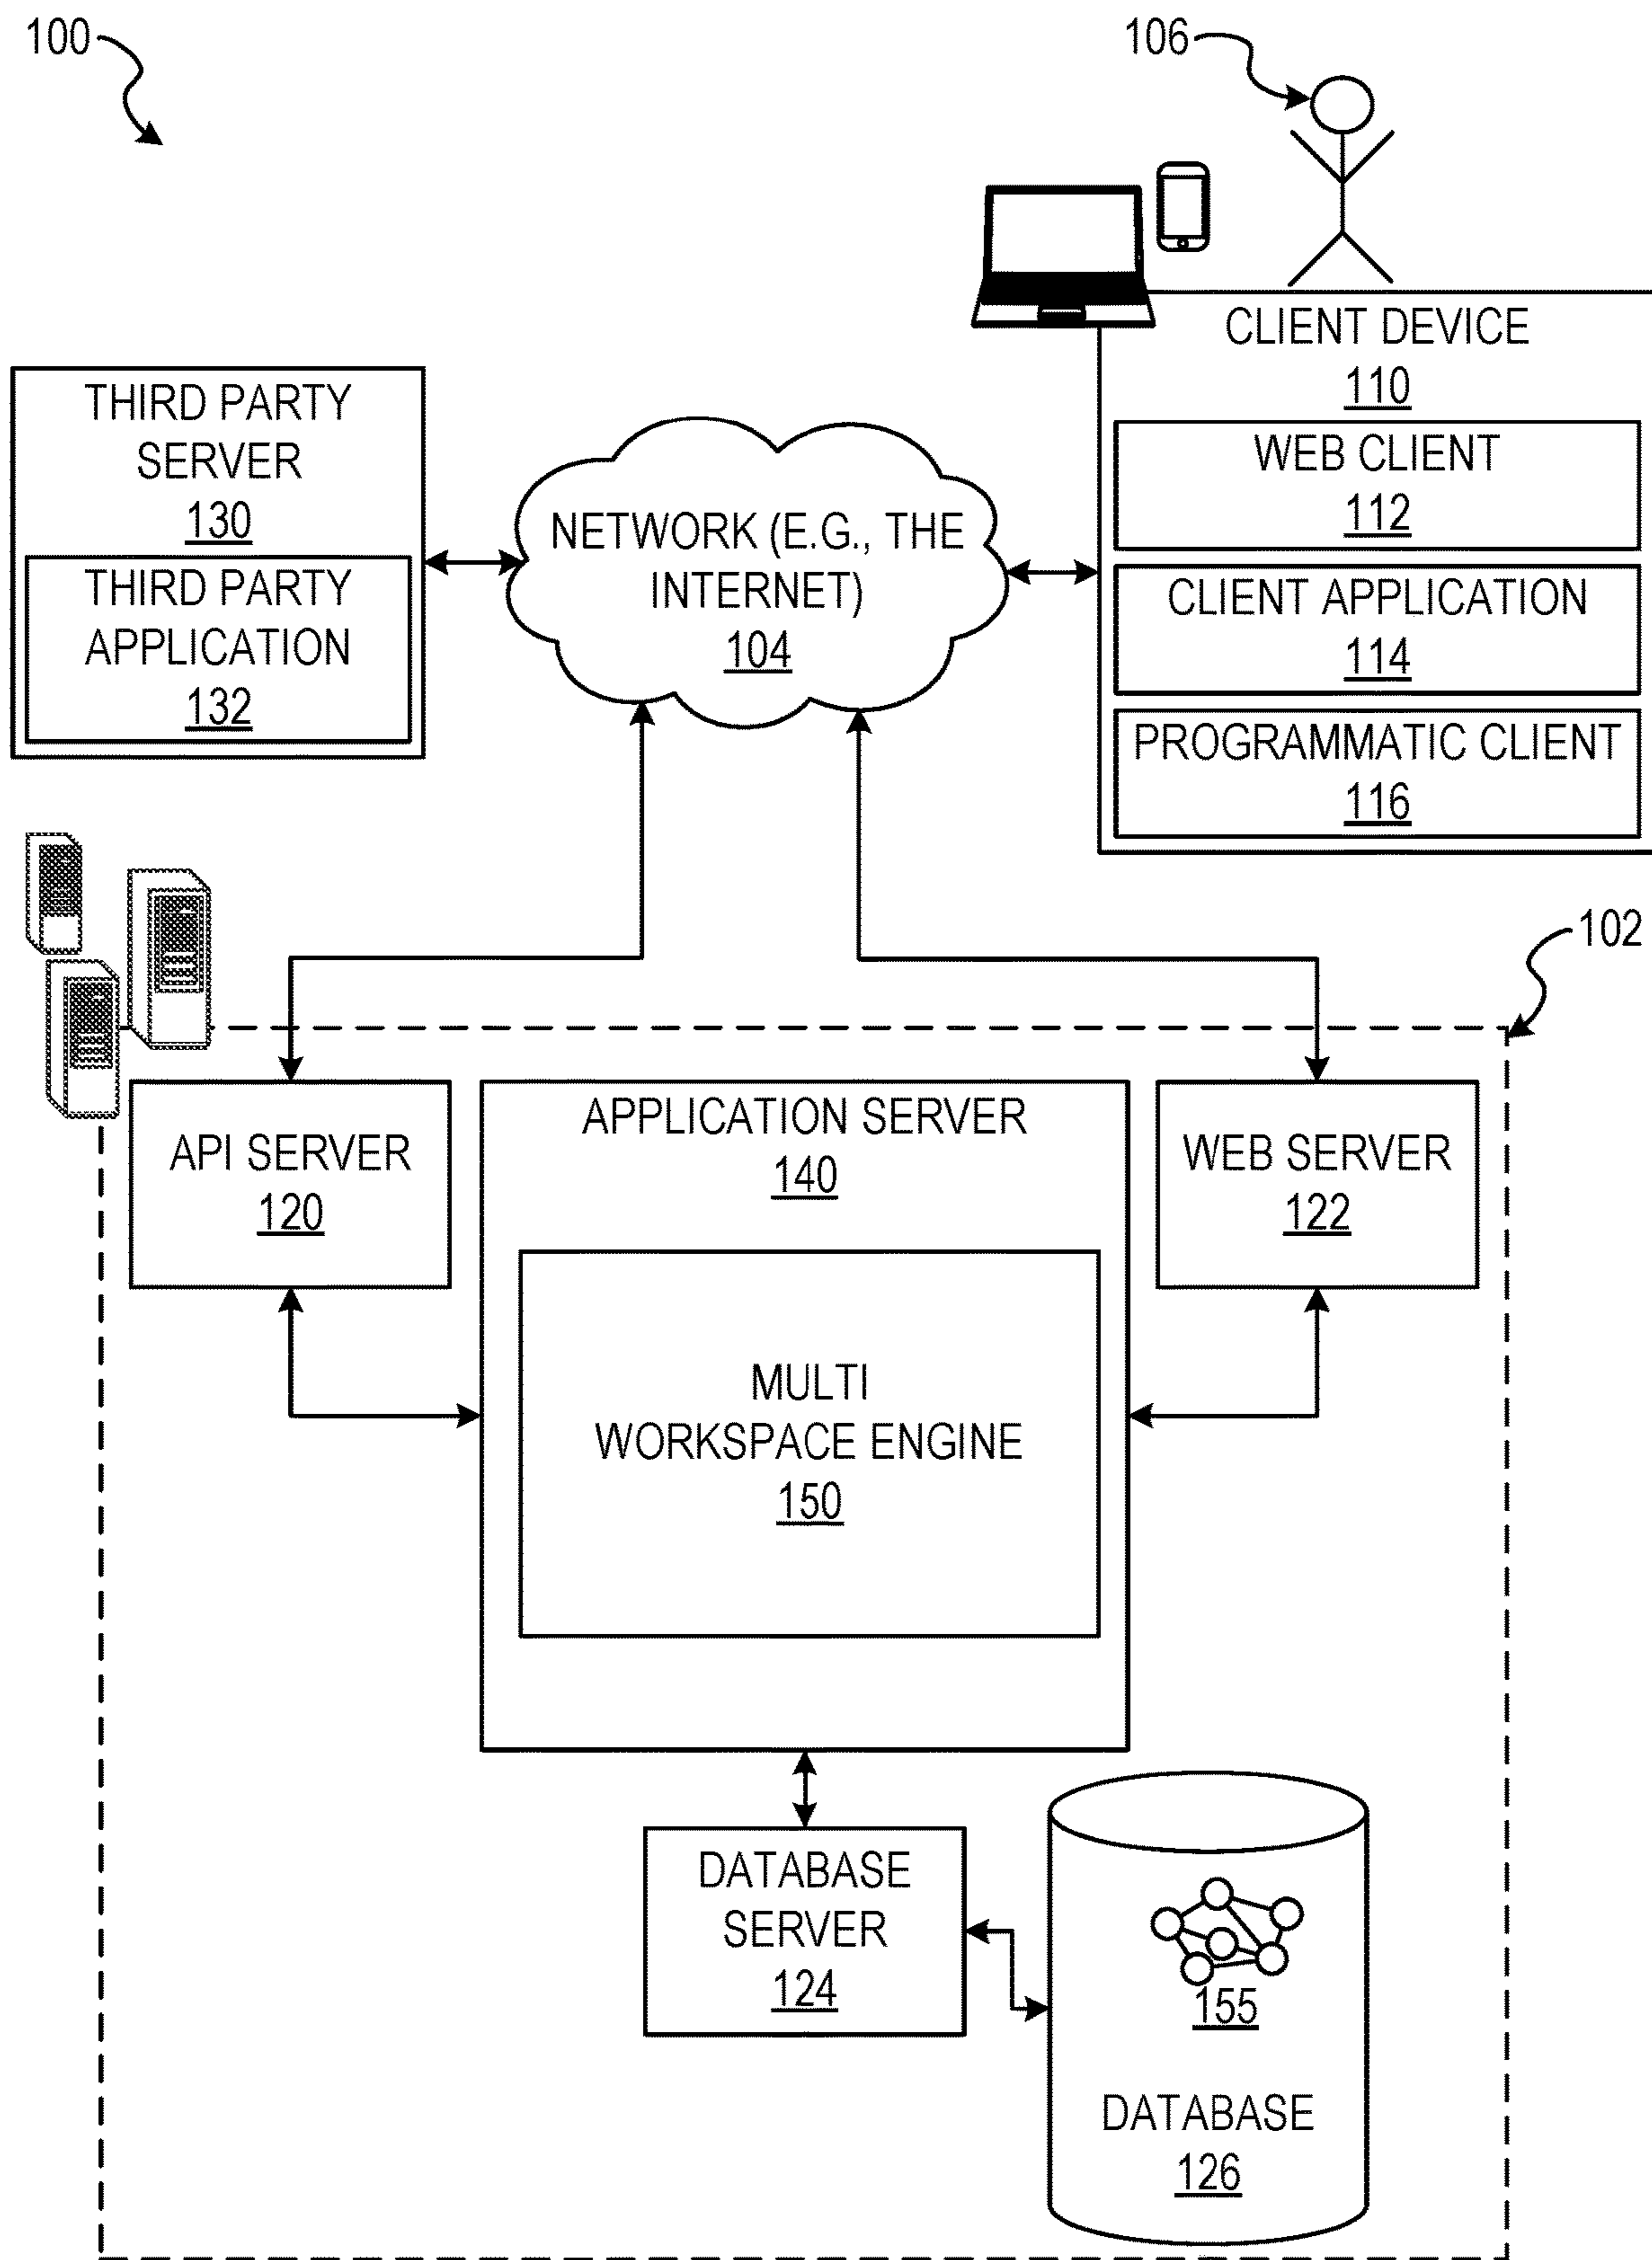 100
106
CLIENT DEVICE
110
WEB CLIENT
112
CLIENT APPLICATION
114
PROGRAMMATIC CLIENT
116
THIRD PARTY
SERVER
130
THIRD PARTY
APPLICATION
132
NETWORK (E.G., THE
INTERNET)
104
102
API SERVER
120
APPLICATION SERVER
140
MULTI
WORKSPACE ENGINE
150
WEB SERVER
122
DATABASE
SERVER
124
155
DATABASE
126